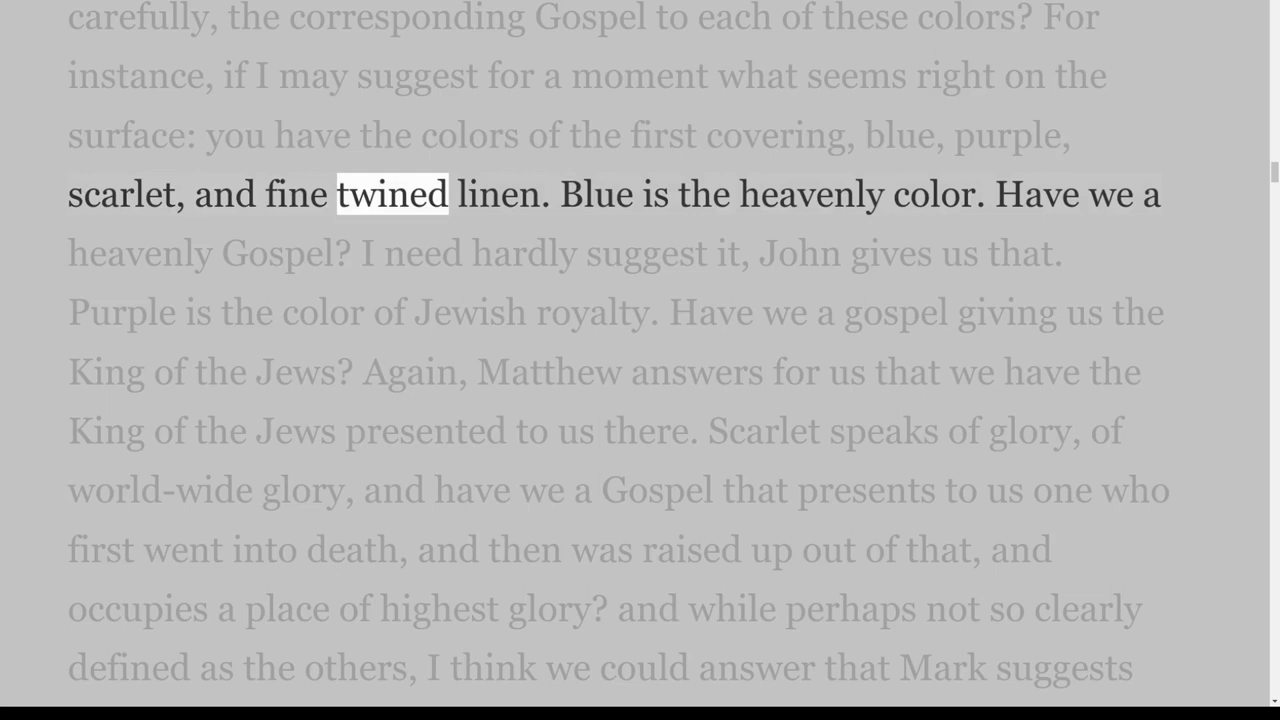 carefully, the corresponding Gospel to each of these colors? For
instance, if I may suggest for a moment what seems right on the
surface: you have the colors of the first covering, blue, purple,
scarlet, and fine twined linen. Blue is the heavenly color. Have we a
heavenly Gospel? I need hardly suggest it, John gives us that.
Purple is the color of Jewish royalty. Have we a gospel giving us the
King of the Jews? Again, Matthew answers for us that we have the
King of the Jews presented to us there. Scarlet speaks of glory, of
world-wide glory, and have we a Gospel that presents to us one who
first went into death, and then was raised up out of that, and
occupies a place of highest glory? and while perhaps not so clearly
defined as the others, I think we could answer that Mark suggests